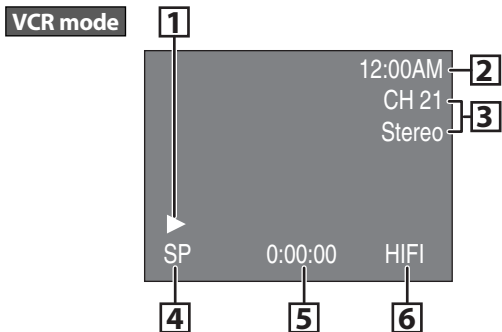 VCR mode
1
12:00AM 2
CH 21
3
Stereo
SP 0:00:00 HIFI
4 5 6